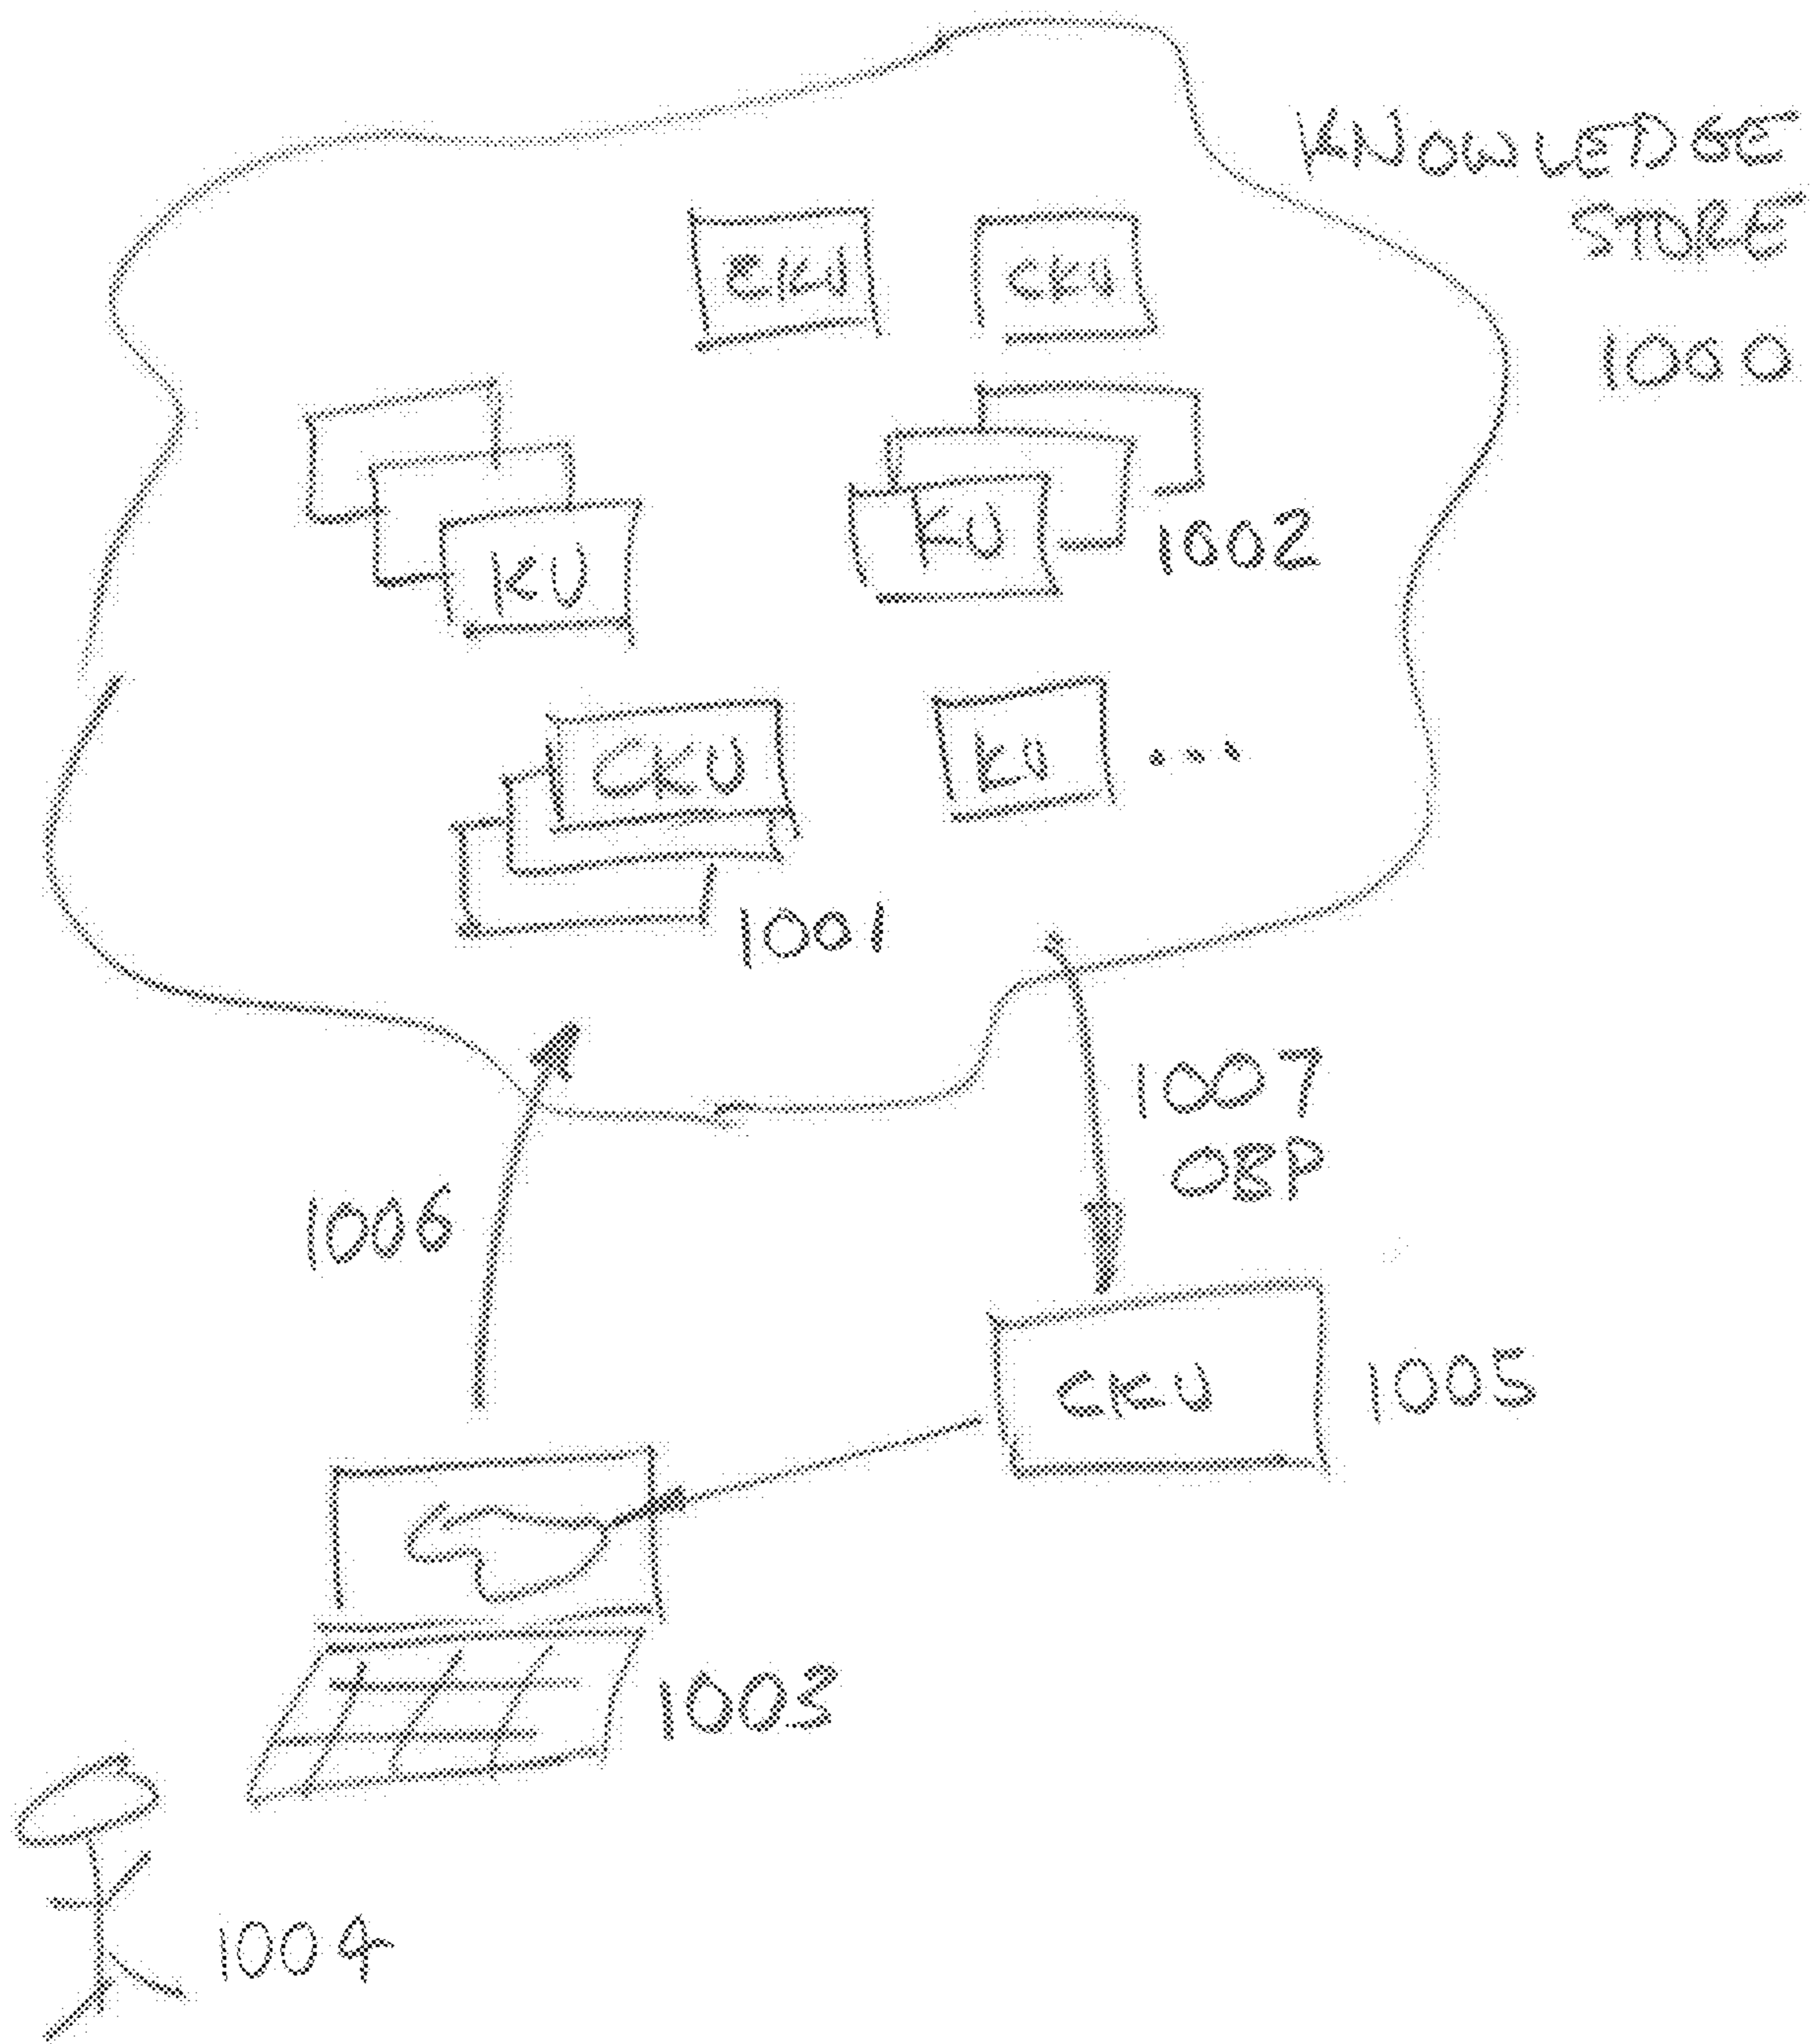 KNOWLEDGE
STORE
1000
CKU
CKU
KU
KU
1002
CKU
KU ...
1001
1007
OBP
1006
CKU
1005
1003
1004